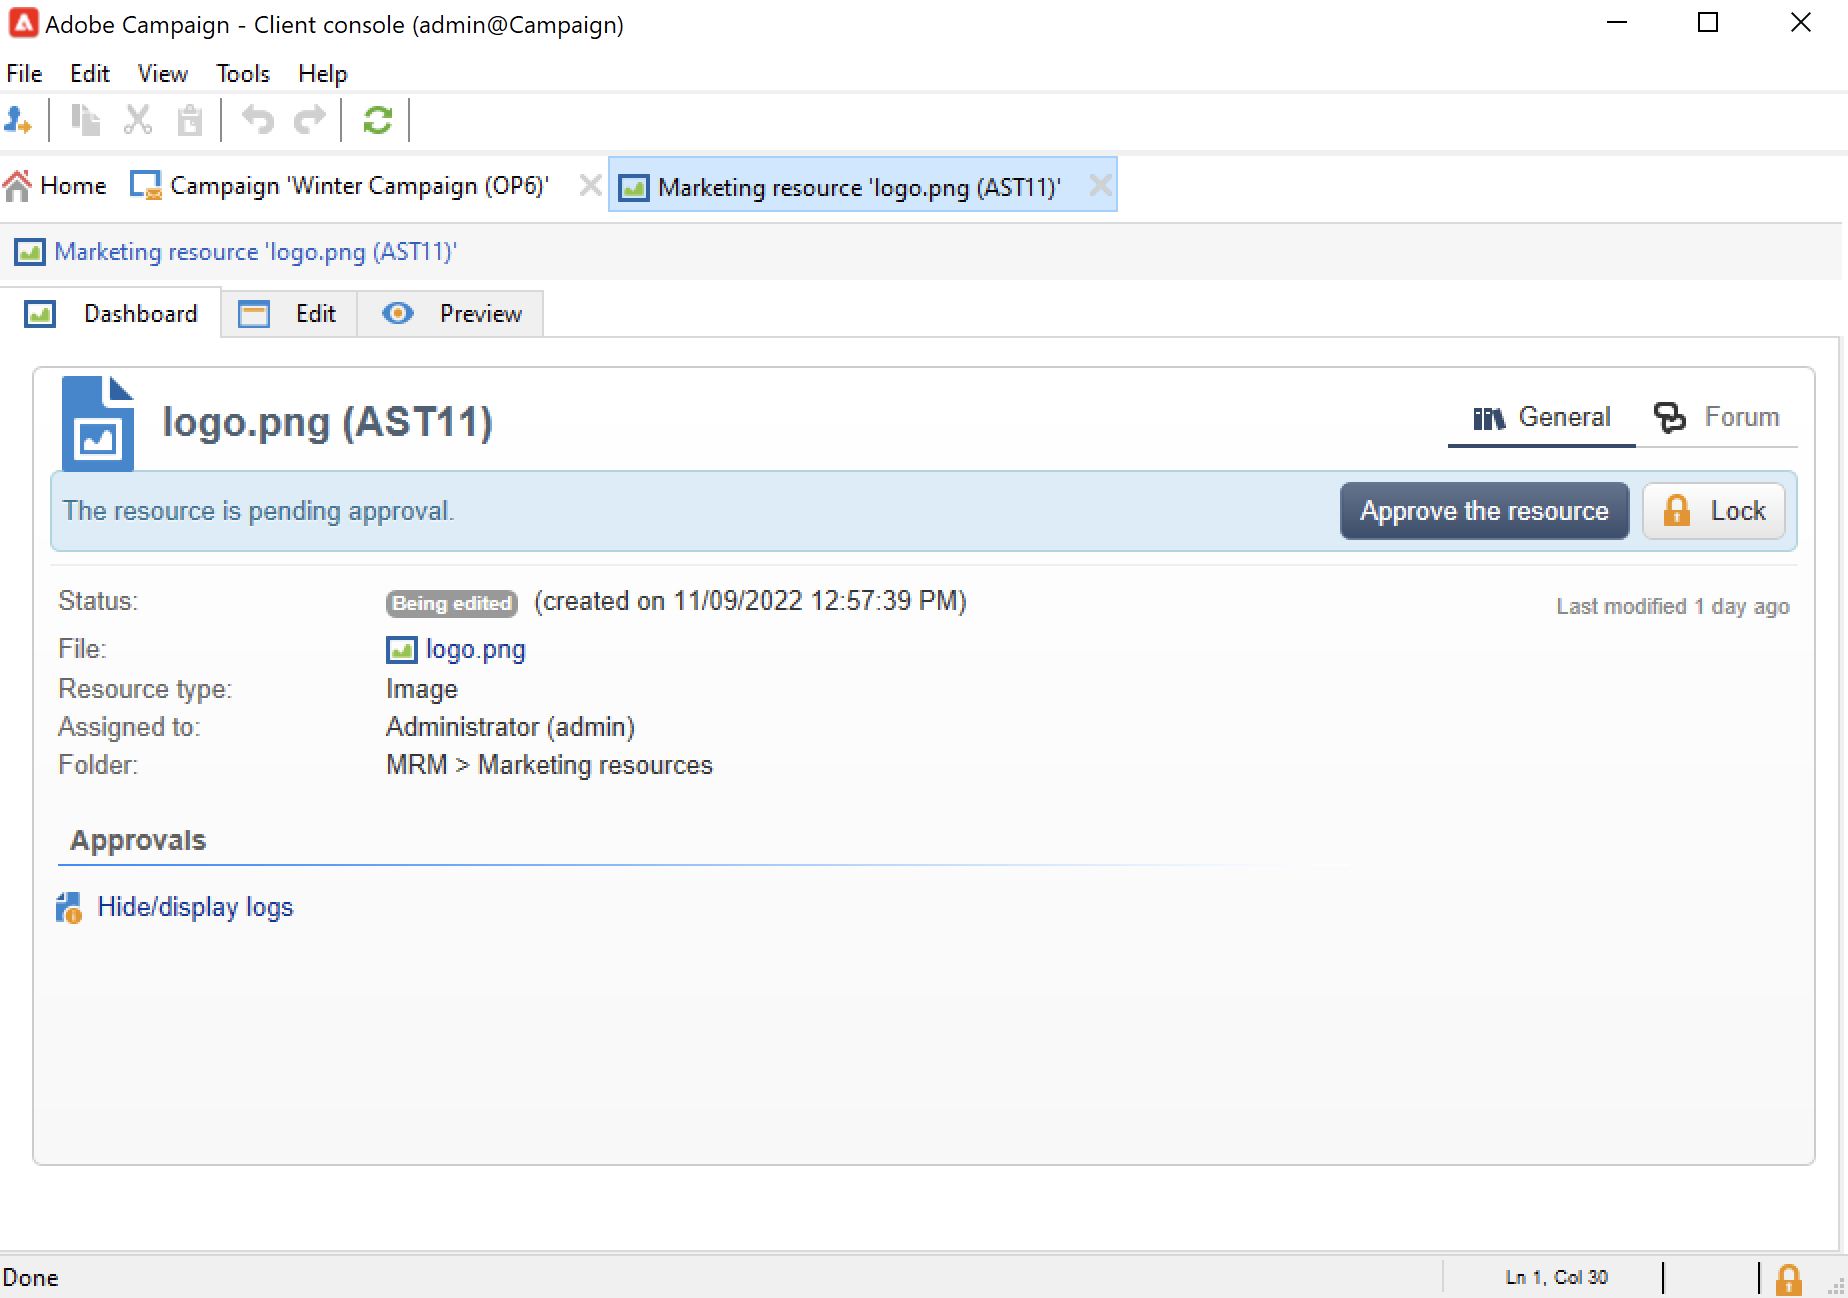 Adobe Campaign - Client console (admin@Campaign)
File Edit View Tools Help
Home Campaign 'Winter Campaign (OP6)' Marketing resource 'logo.png (AST11)'
Marketing resource 'logo.png (AST11)'
Dashboard Edit Preview
logo.png (AST11) General Forum
The resource is pending approval. Approve the resource Lock
Status: Being edited (created on 11/09/2022 12:57:39 PM) Last modified 1 day ago
File: logo.png
Resource type: Image
Assigned to: Administrator (admin)
Folder: MRM > Marketing resources
Approvals
Hide/display logs
Done Ln 1, Col 30